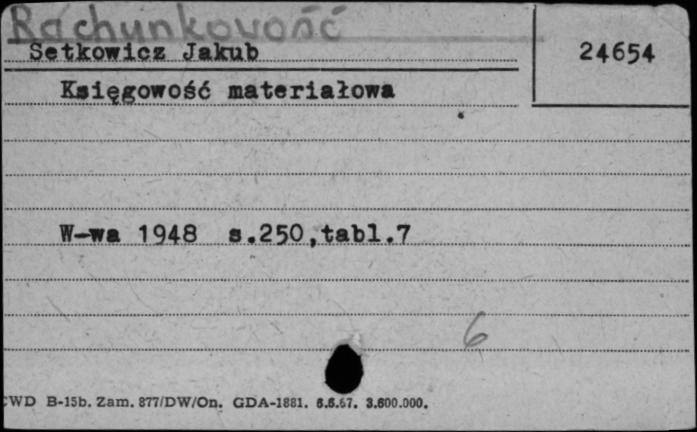 Rachunkowość
Setkowicz Jakub
24654
Księgowość materiałowa
W-wa 1948 s.250,tabl.7
6
CWD B-15b. Zam. 877/DW/On. GDA-1881. 6.6.67. 3.600.000.